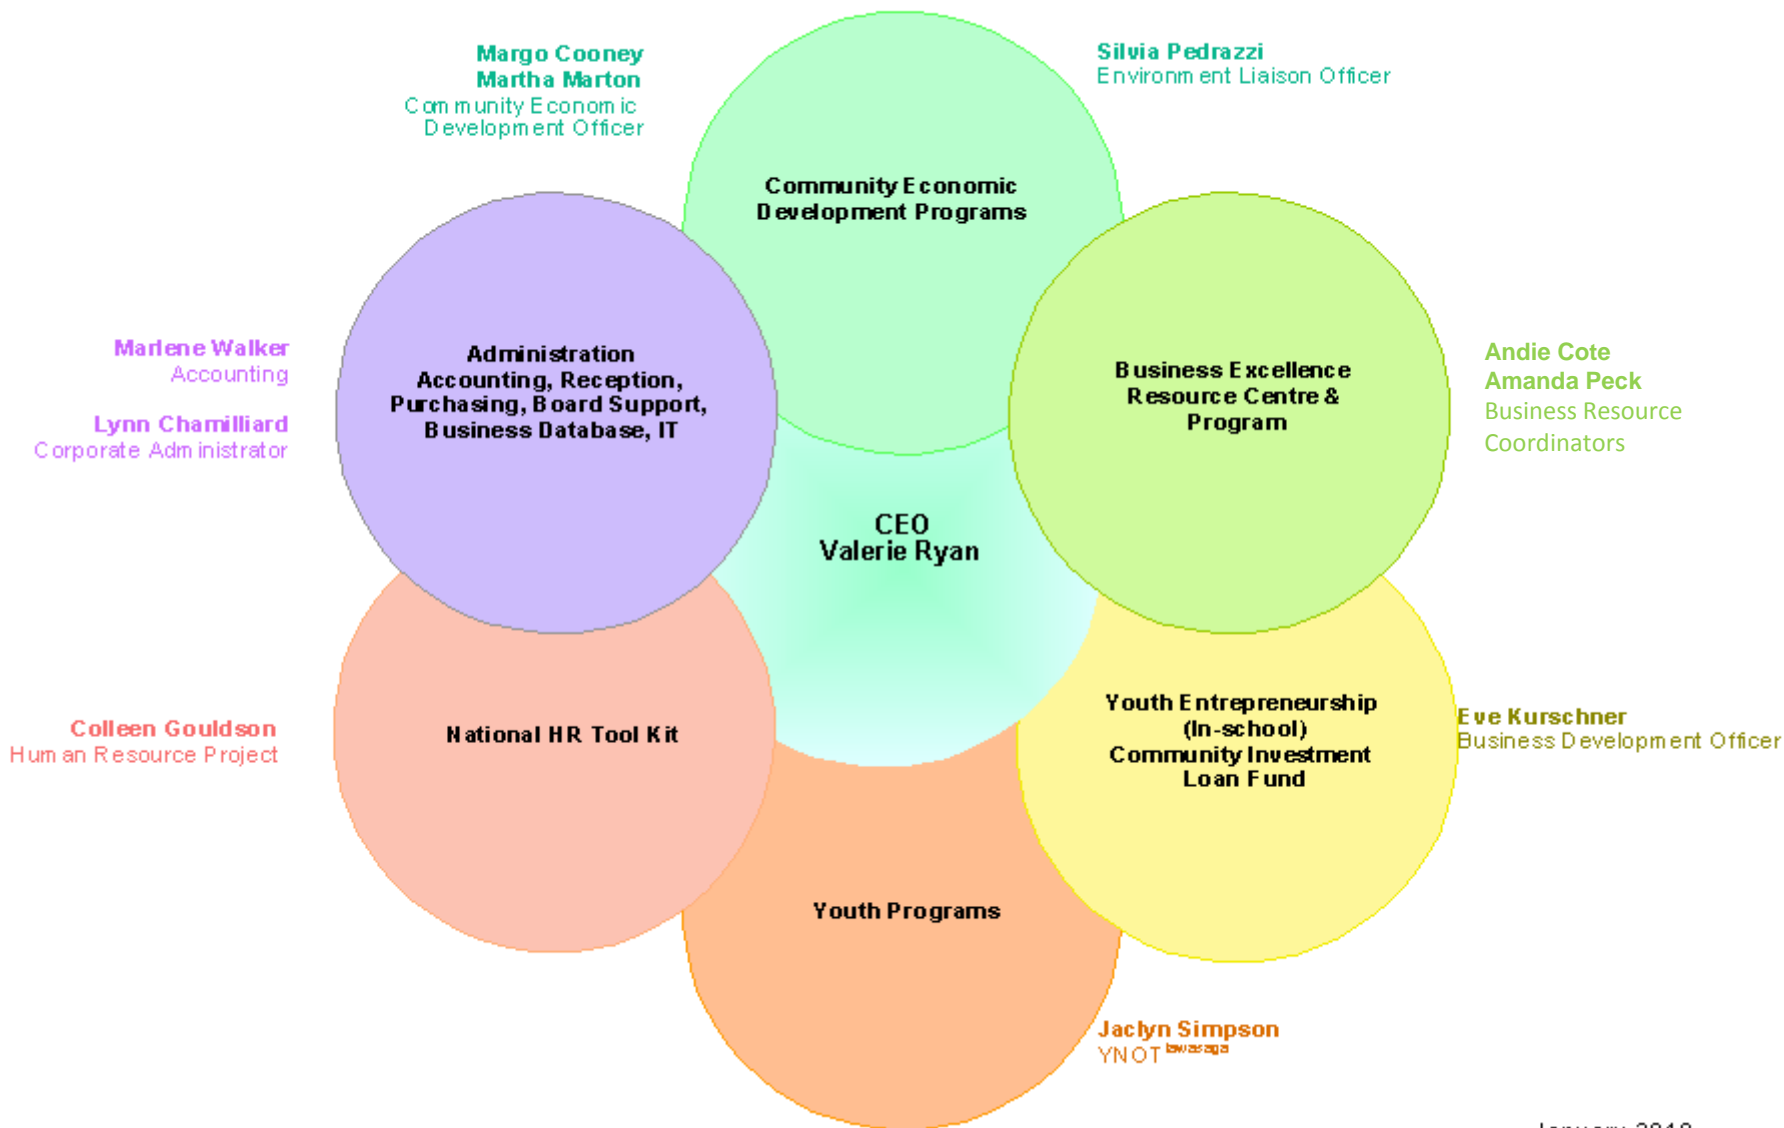 Margo Cooney
Martha Marton
Community Economic
Development Officer
Silvia Pedrazzi
Environment Liaison Officer
Community Economic
Development Programs
Marlene Walker
Accounting
Lynn Chamilliard
Corporate Administrator
Administration
Accounting, Reception,
Purchasing, Board Support,
Business Database, IT
Business Excellence
Resource Centre &
Program
Andie Cote
Amanda Peck
Business Resource
Coordinators
CEO
Valerie Ryan
Colleen Gouldson
Human Resource Project
National HR Tool Kit
Youth Entrepreneurship
(In-school)
Community Investment
Loan Fund
Eve Kurschner
Business Development Officer
Youth Programs
Jaclyn Simpson
YNOT
January 2010